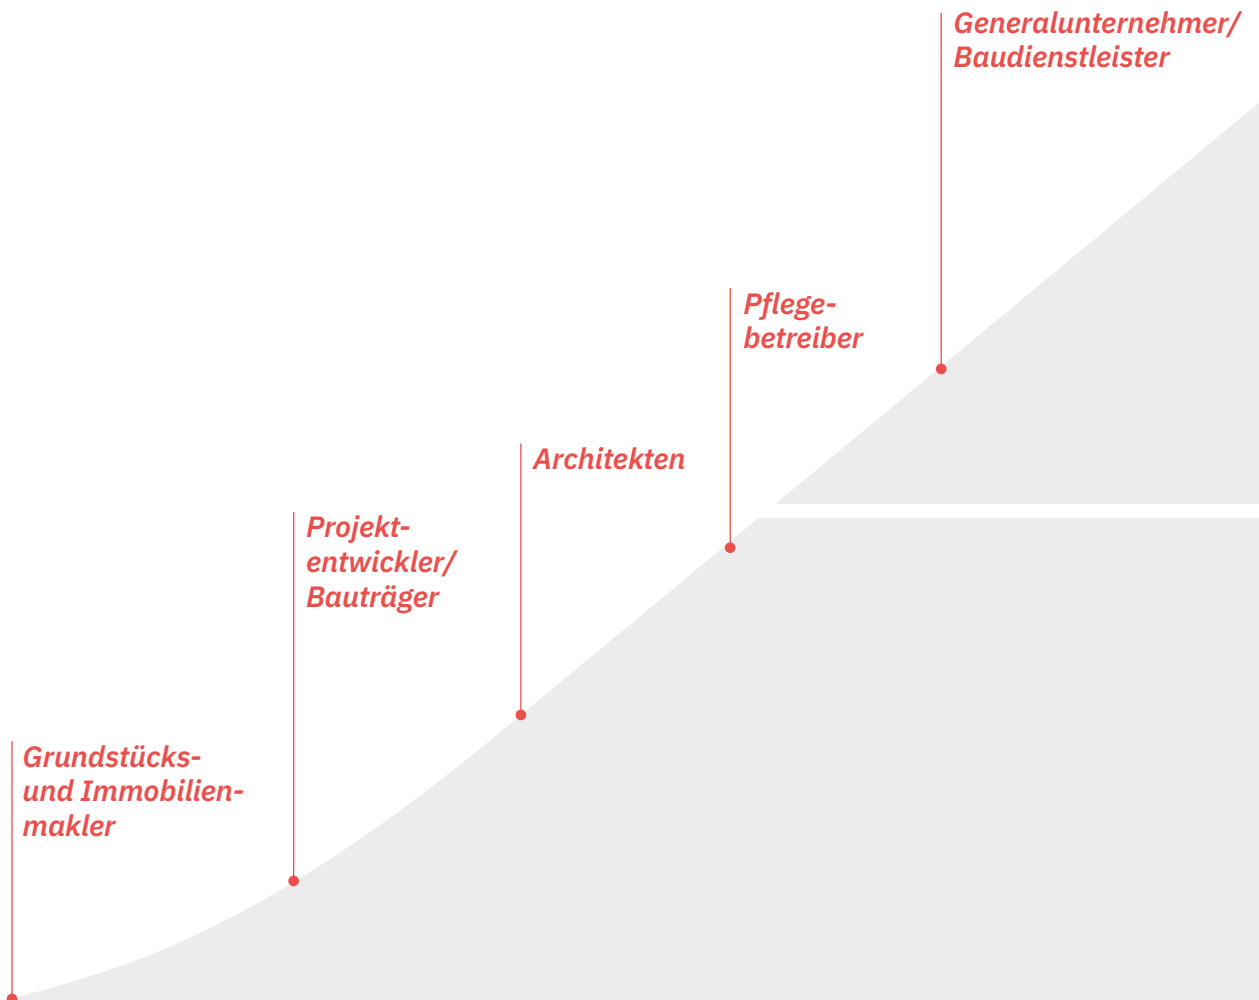 Generalunternehmer/
Baudienstleister
Pflege-
betreiber
Architekten
Projekt-
entwickler/
Bauträger
Grundstücks-
und Immobilien-
makler